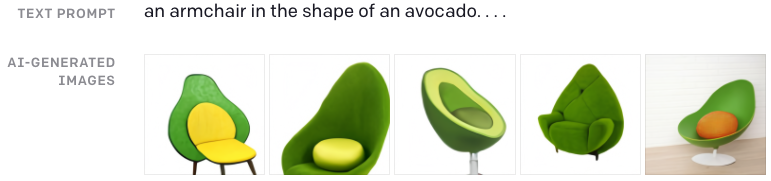 TEXT PROMPT an armchair in the shape of an avocado. . . .
AI-GENERATED
IMAGES